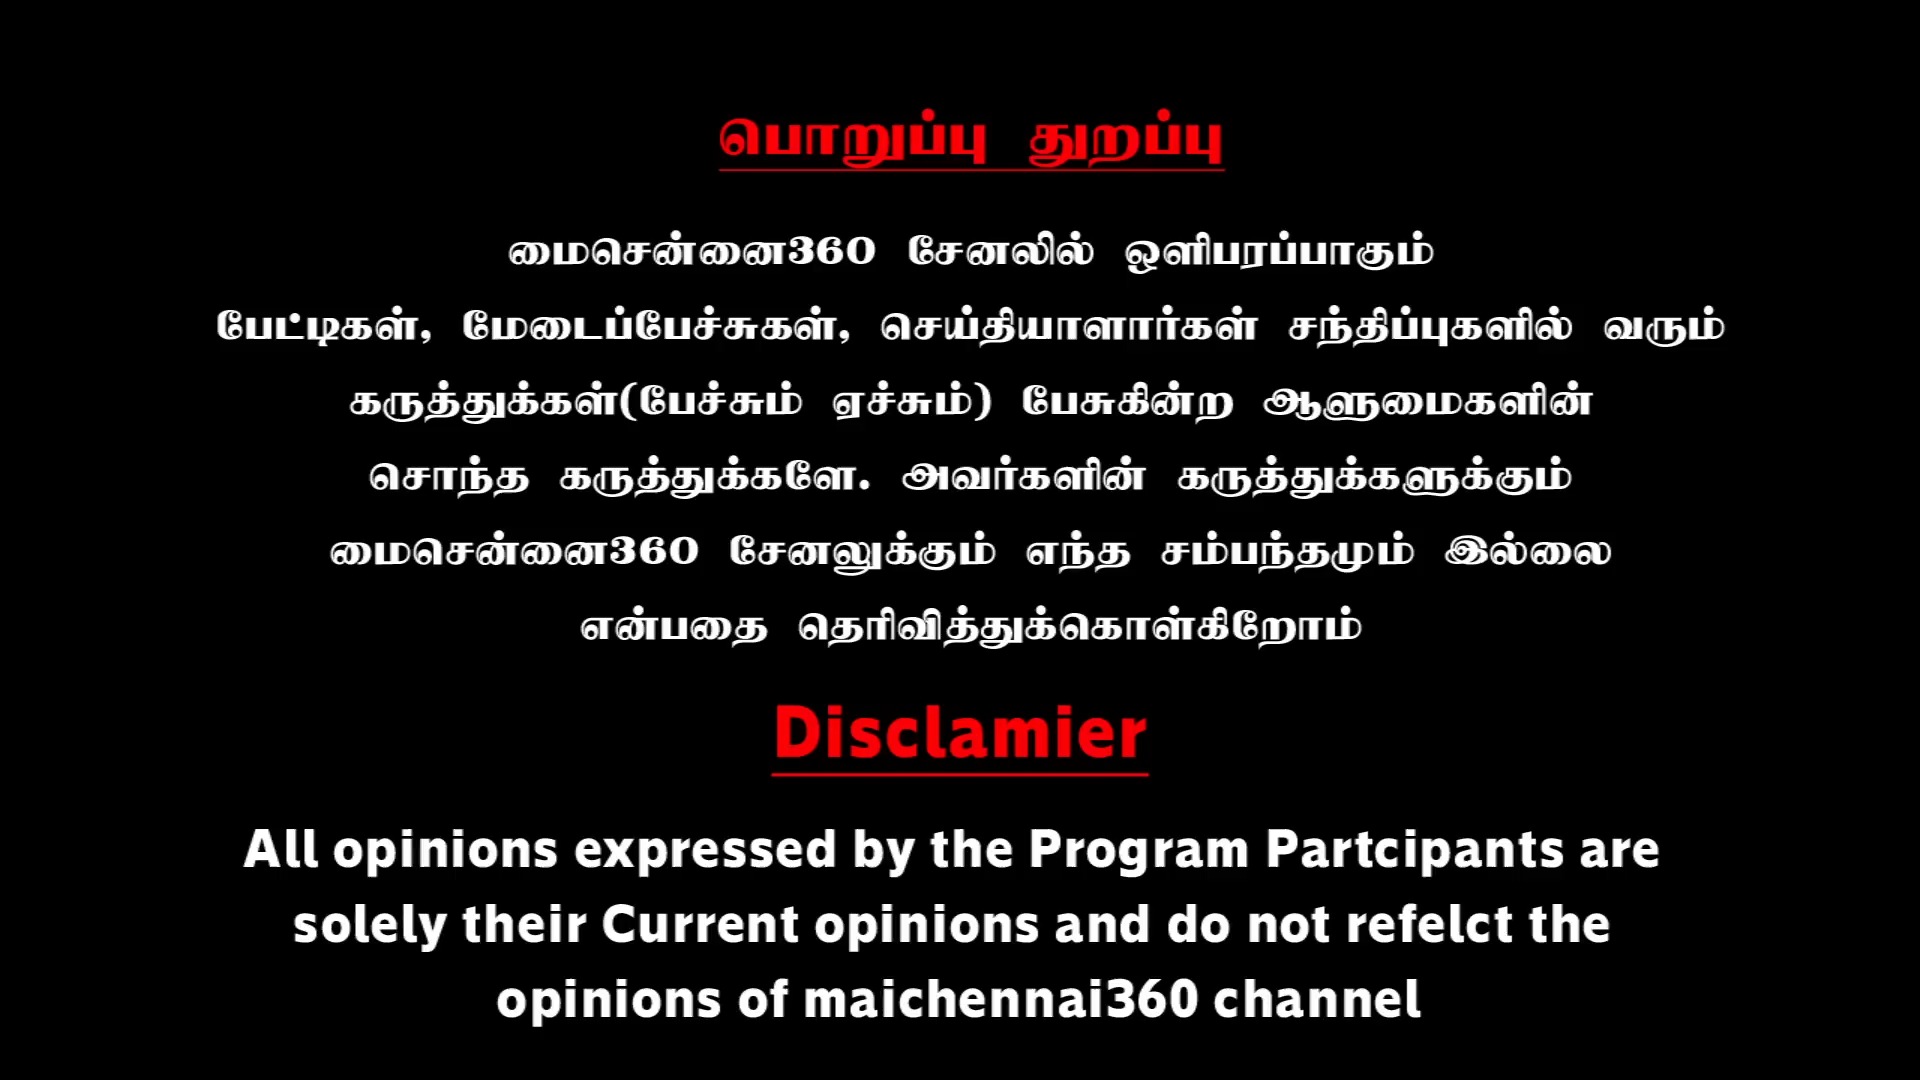 பொறுப்பு துறப்பு
மைசென்னை360 சேனலில் ஒளிபரப்பாகும்
பேட்டிகள், மேடைப்பேச்சுகள், செய்தியாளார்கள் சந்திப்புகளில் வரும்
கருத்துக்கள்(பேச்சும் ஏச்சும்) பேசுகின்ற ஆளுமைகளின்
சொந்த கருத்துக்களே. அவர்களின் கருத்துக்களுக்கும்
மைசென்னை360 சேனலுக்கும் எந்த சம்பந்தமும் இல்லை
என்பதை தெரிவித்துக்கொள்கிறோம்
Disclamier
All opinions expressed by the Program Partcipants are
solely their Current opinions and do not refelct the
opinions of maichennai360 channel